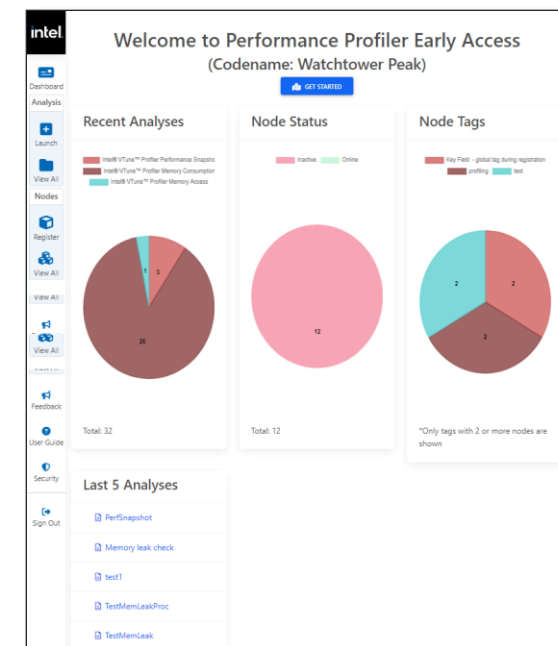 intel.
Dashboard
Analysis
Launch
View All
Nodes
Register
View All
View All
View All
Feedback
User Guide
Security
Sign Out
Welcome to Performance Profiler Early Access
(Codename: Watchtower Peak)
GET STARTED
Recent Analyses
Intel® VTune™ Profiler Performance Snapsho
Intel® VTune™ Profiler Memory Consumption
Intel® VTune™ Profiler Memory Access
1
3
28
Total: 32
Node Status
Inactive
Online
12
Total: 12
Node Tags
Key Field - global tag during registration
profiling
test
2
2
2
*Only tags with 2 or more nodes are
shown
Last 5 Analyses
PerfSnapshot
Memory leak check
test1
TestMemLeakProc
TestMemLeak